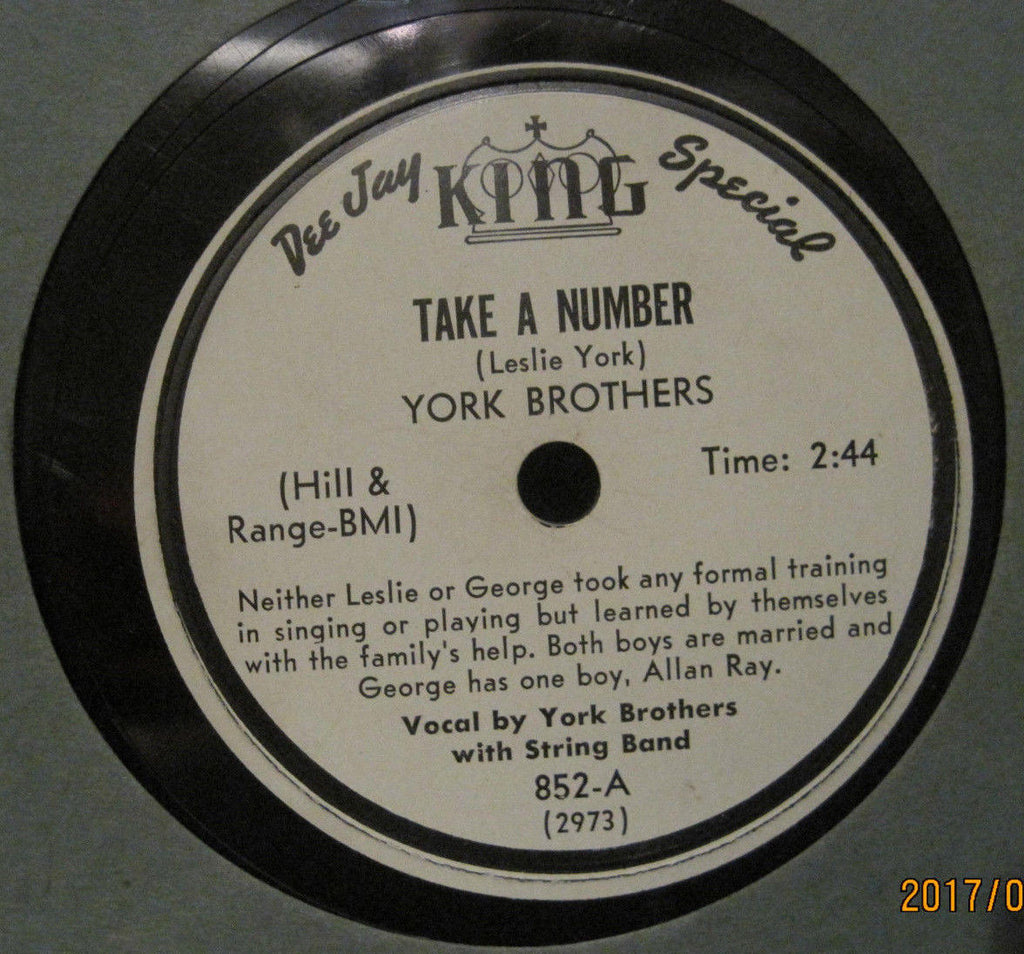 Dee Jay KING Special
TAKE A NUMBER
(Leslie York)
YORK BROTHERS
(Hill &
Range-BMI)
Time: 2:44
Neither Leslie or George took any formal training
in singing or playing but learned by themselves
with the family's help. Both boys are married and
George has one boy, Allan Ray.
Vocal by York Brothers
with String Band
852-A
(2973)
2017/0